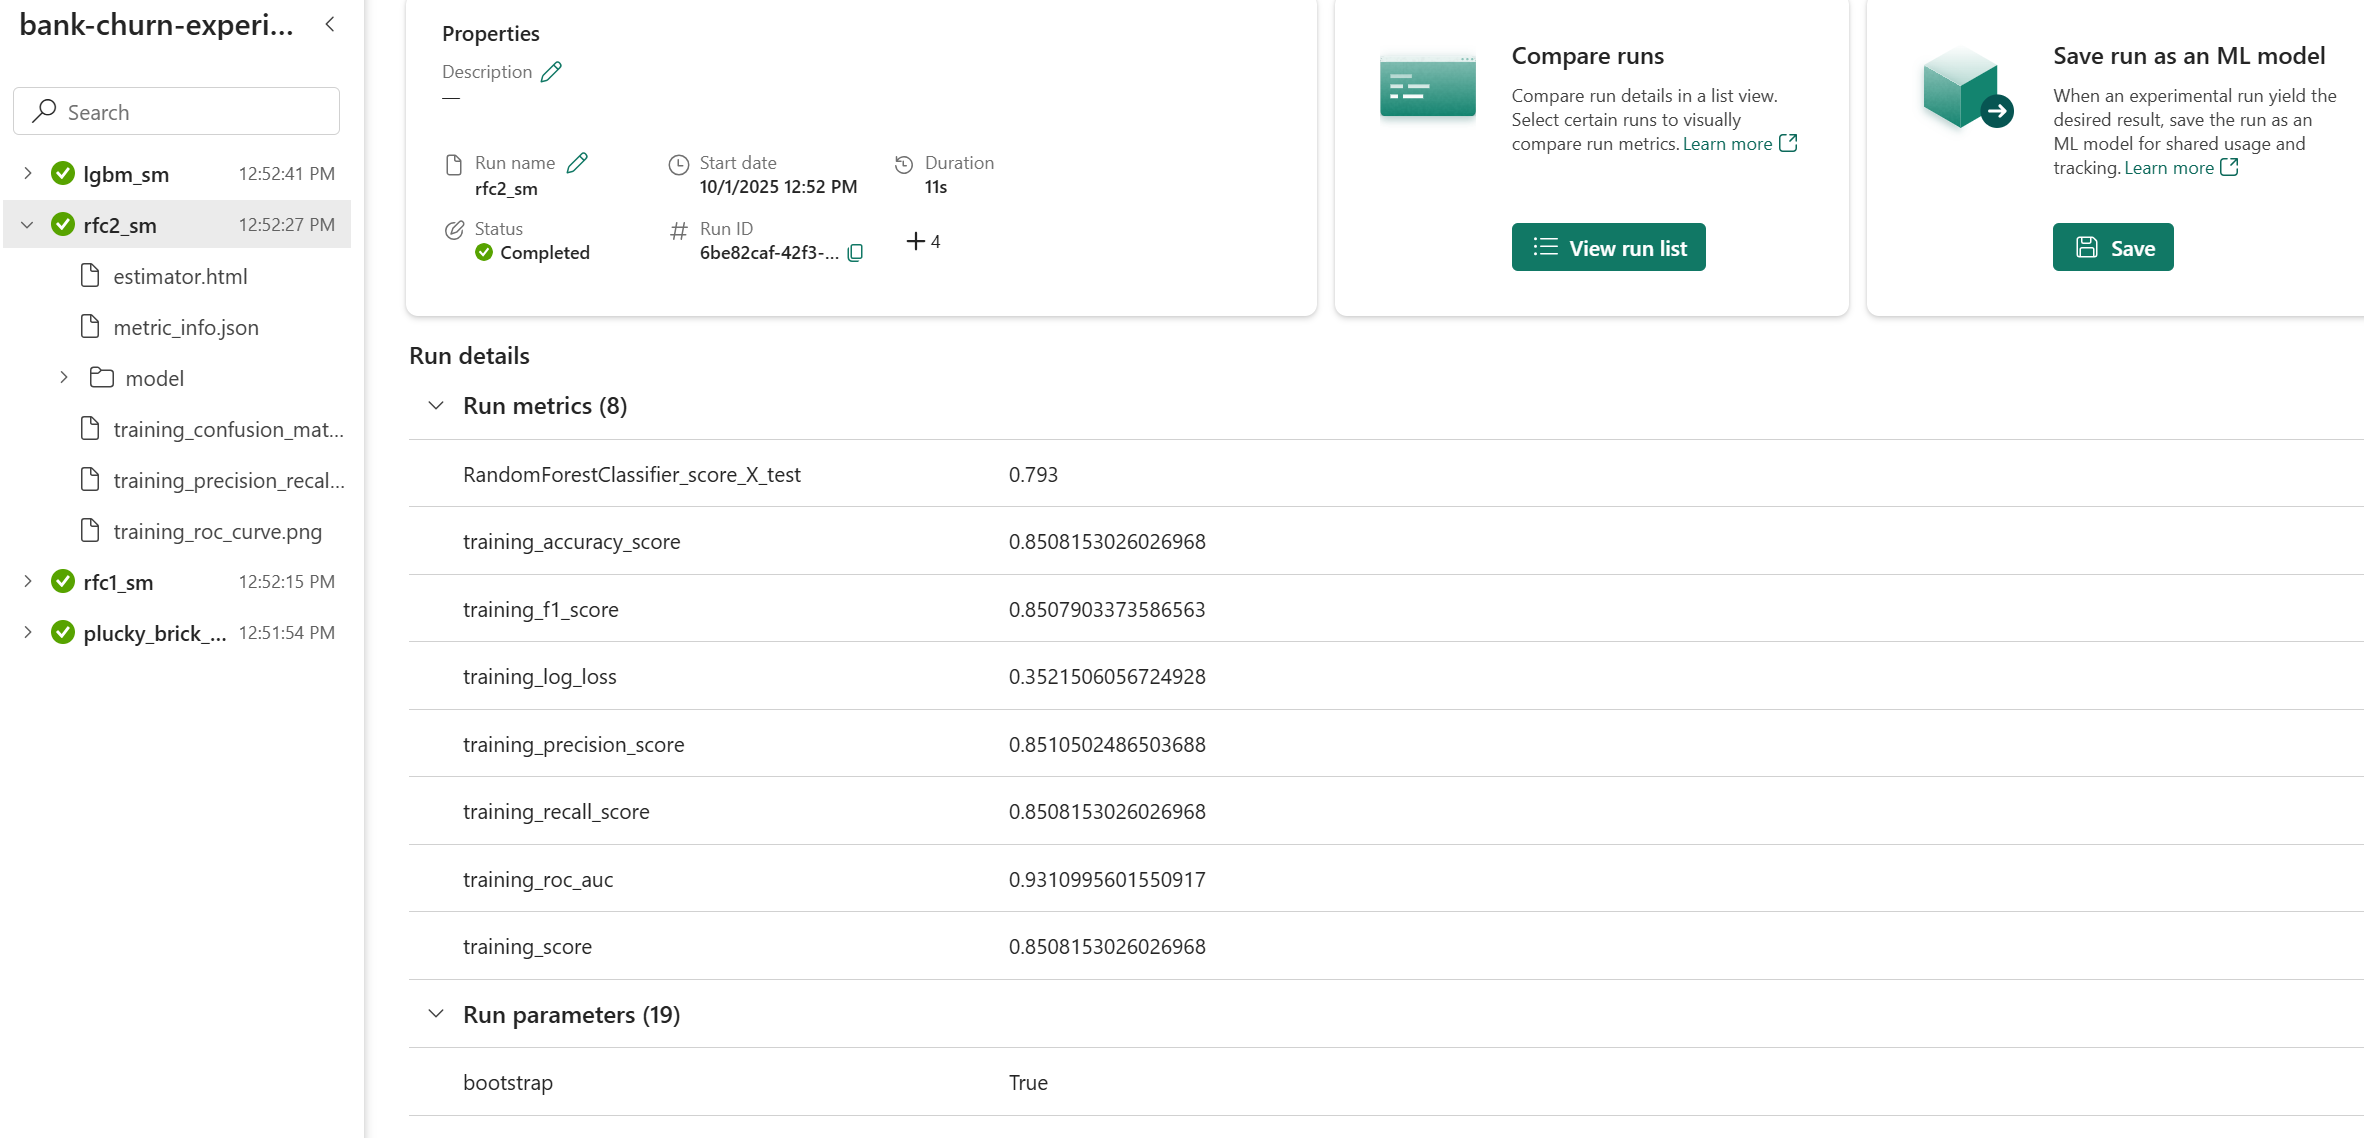 bank-churn-experi...
Search
lgbm_sm 12:52:41 PM
rfc2_sm 12:52:27 PM
estimator.html
metric_info.json
model
training_confusion_mat...
training_precision_recal...
training_roc_curve.png
rfc1_sm 12:52:15 PM
plucky_brick_... 12:51:54 PM
Properties
Description
—
Run name
rfc2_sm
Start date
10/1/2025 12:52 PM
Duration
11s
Status
Completed
Run ID
6be82caf-42f3-...
+ 4
Compare runs
Compare run details in a list view.
Select certain runs to visually
compare run metrics. Learn more
View run list
Save run as an ML model
When an experimental run yield the
desired result, save the run as an
ML model for shared usage and
tracking. Learn more
Save
Run details
Run metrics (8)
RandomForestClassifier_score_X_test 0.793
training_accuracy_score 0.8508153026026968
training_f1_score 0.8507903373586563
training_log_loss 0.3521506056724928
training_precision_score 0.8510502486503688
training_recall_score 0.8508153026026968
training_roc_auc 0.9310995601550917
training_score 0.8508153026026968
Run parameters (19)
bootstrap True